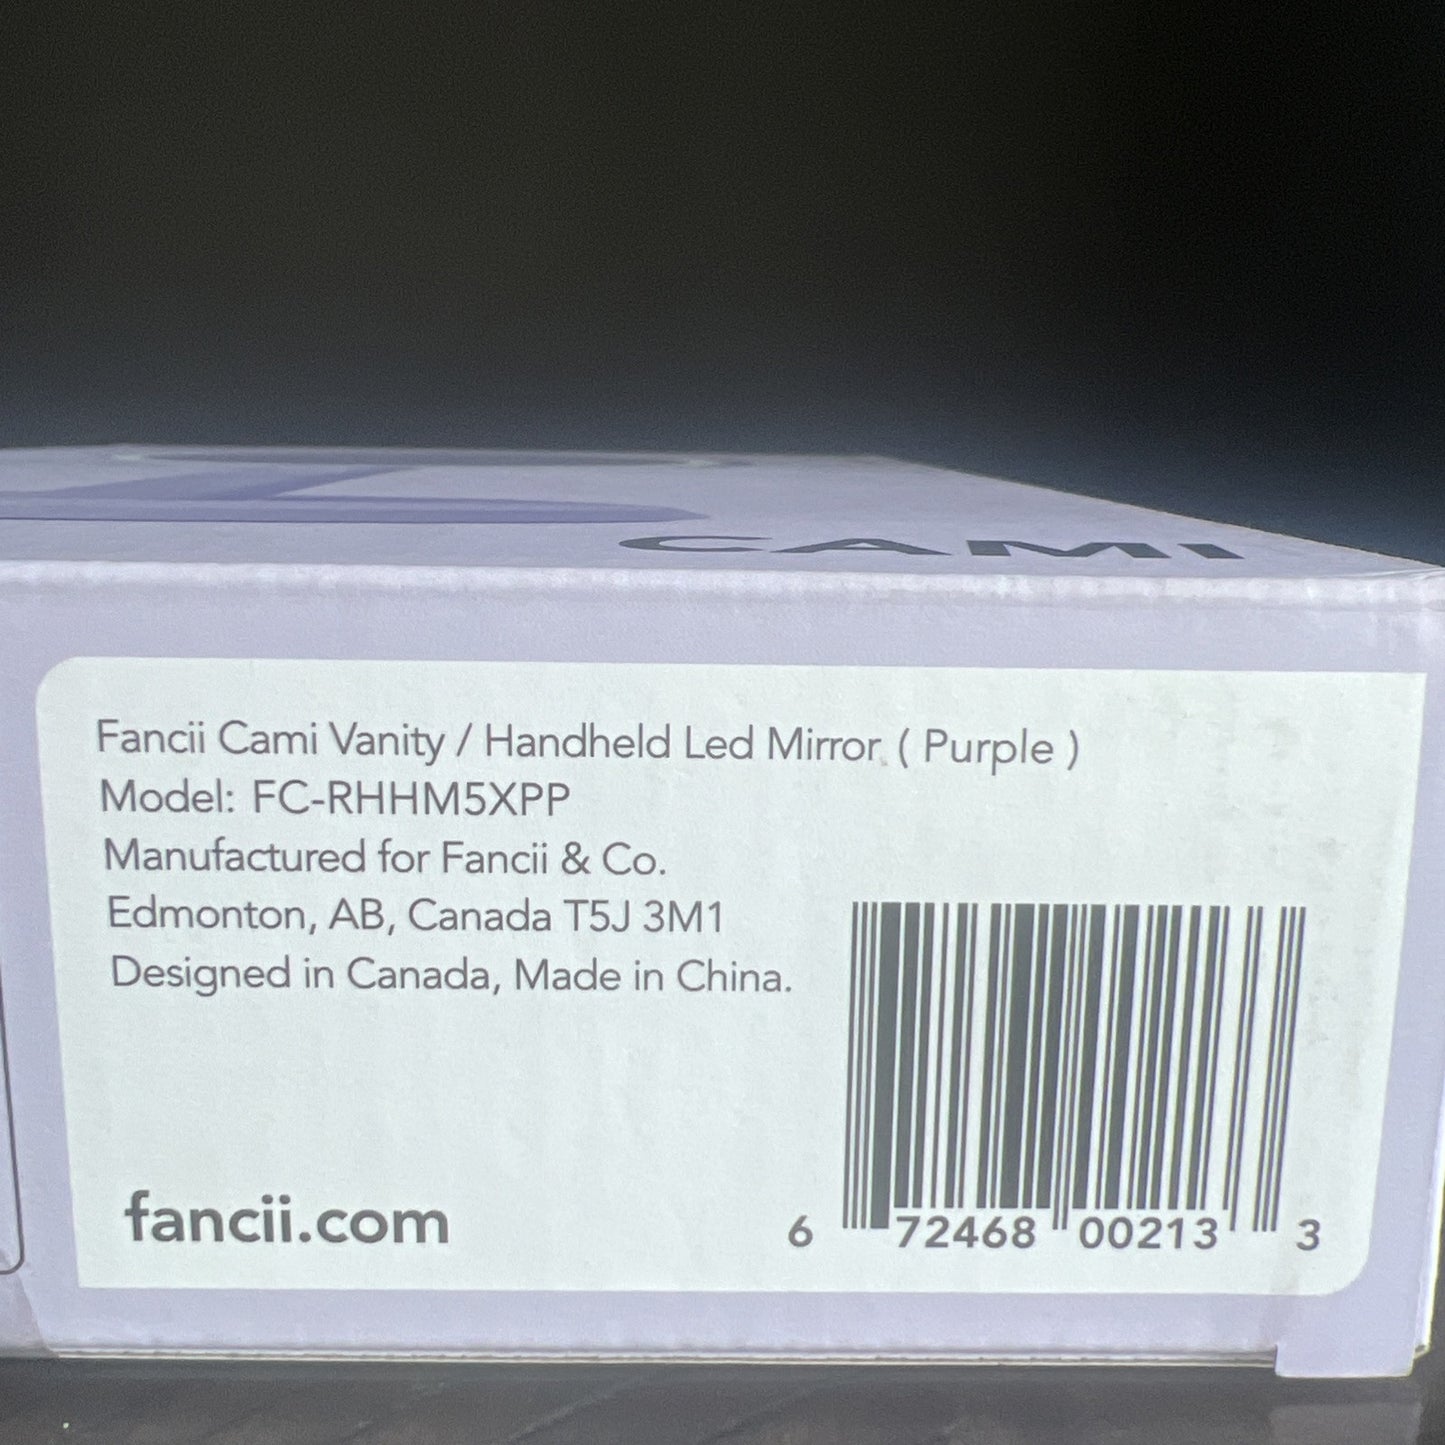 CAMI
Fancii Cami Vanity / Handheld Led Mirror. ( Purple )
Model: FC-RHHM5XPP
Manufactured for Fancii & Co.
Edmonton, AB, Canada T5J 3M1
Designed in Canada, Made in China.
fancii.com
6 72468 00213 3